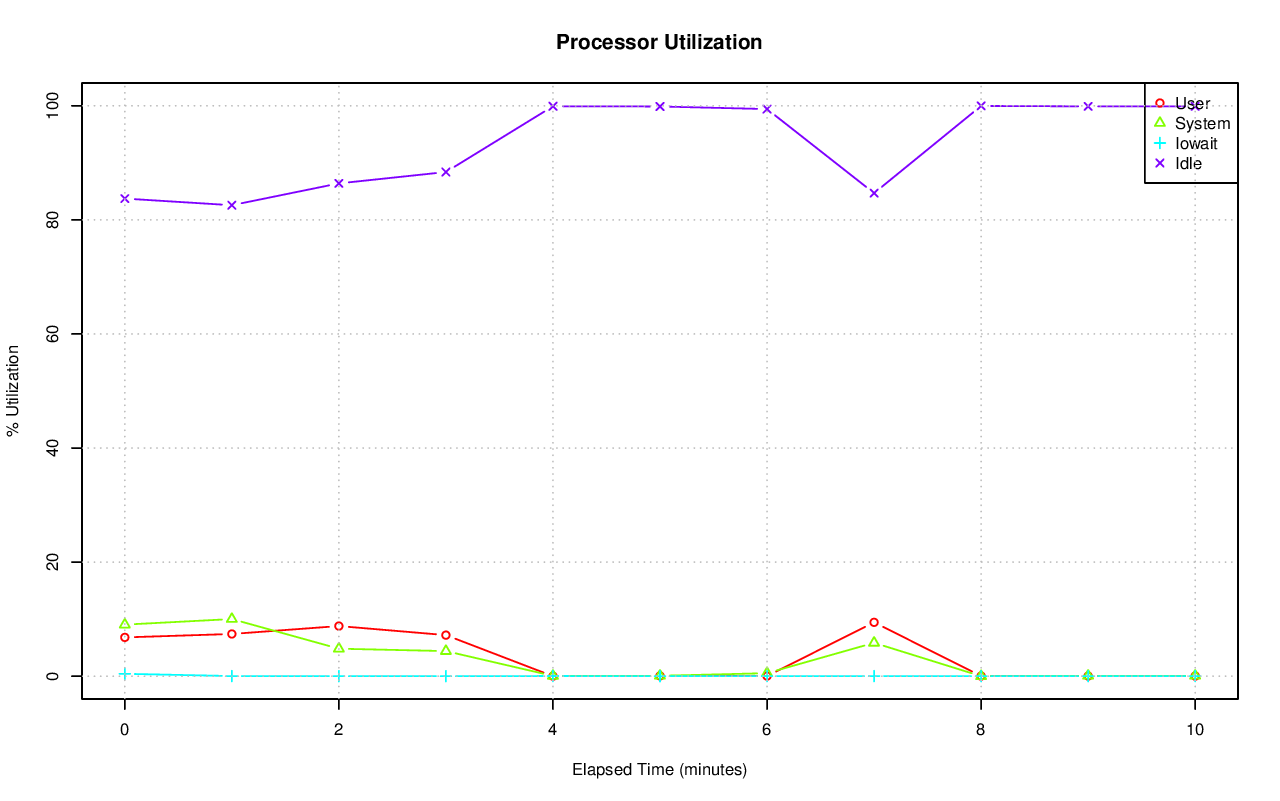 Processor Utilization
User
System
Iowait
Idle
% Utilization
100
80
60
40
20
0
0 2 4 6 8 10
Elapsed Time (minutes)